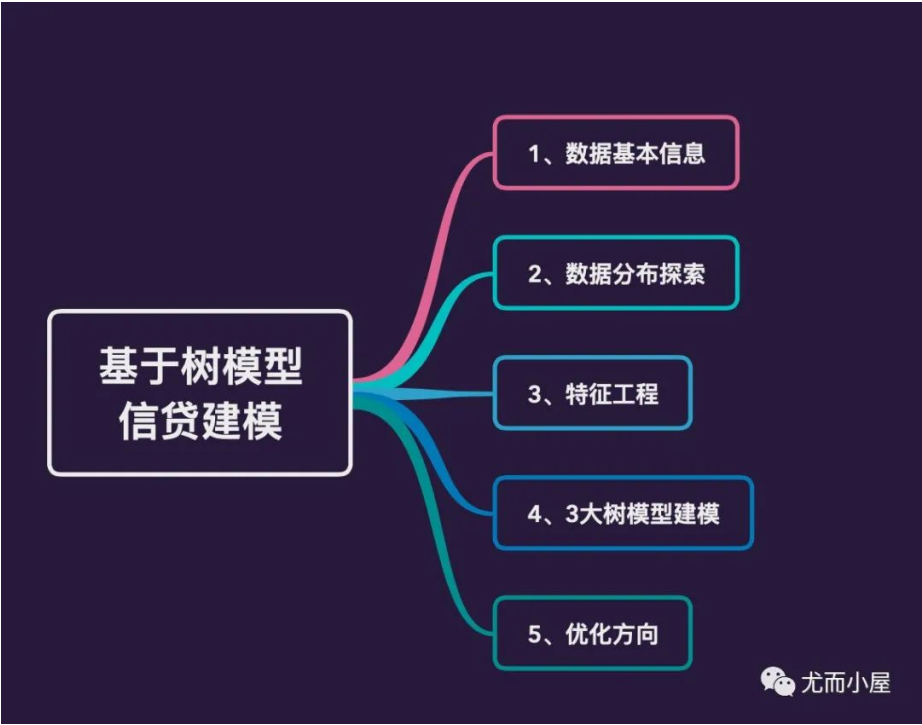 基于树模型
信贷建模
1、数据基本信息
2、数据分布探索
3、特征工程
4、3大树模型建模
5、优化方向
尤而小屋